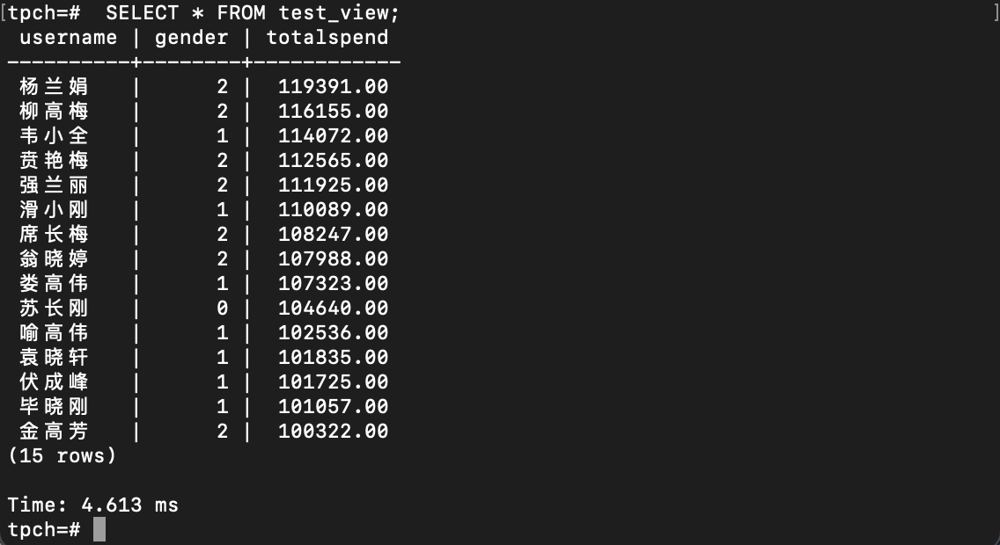 [tpch=#  SELECT * FROM test_view; ]
 username | gender | totalspend
----------+--------+------------
 杨兰娟   |      2 |  119391.00
 柳高梅   |      2 |  116155.00
 韦小全   |      1 |  114072.00
 贲艳梅   |      2 |  112565.00
 强兰丽   |      2 |  111925.00
 滑小刚   |      1 |  110089.00
 席长梅   |      2 |  108247.00
 翁晓婷   |      2 |  107988.00
 娄高伟   |      1 |  107323.00
 苏长刚   |      0 |  104640.00
 喻高伟   |      1 |  102536.00
 袁晓轩   |      1 |  101835.00
 伏成峰   |      1 |  101725.00
 毕晓刚   |      1 |  101057.00
 金高芳   |      2 |  100322.00
(15 rows)
Time: 4.613 ms
tpch=#